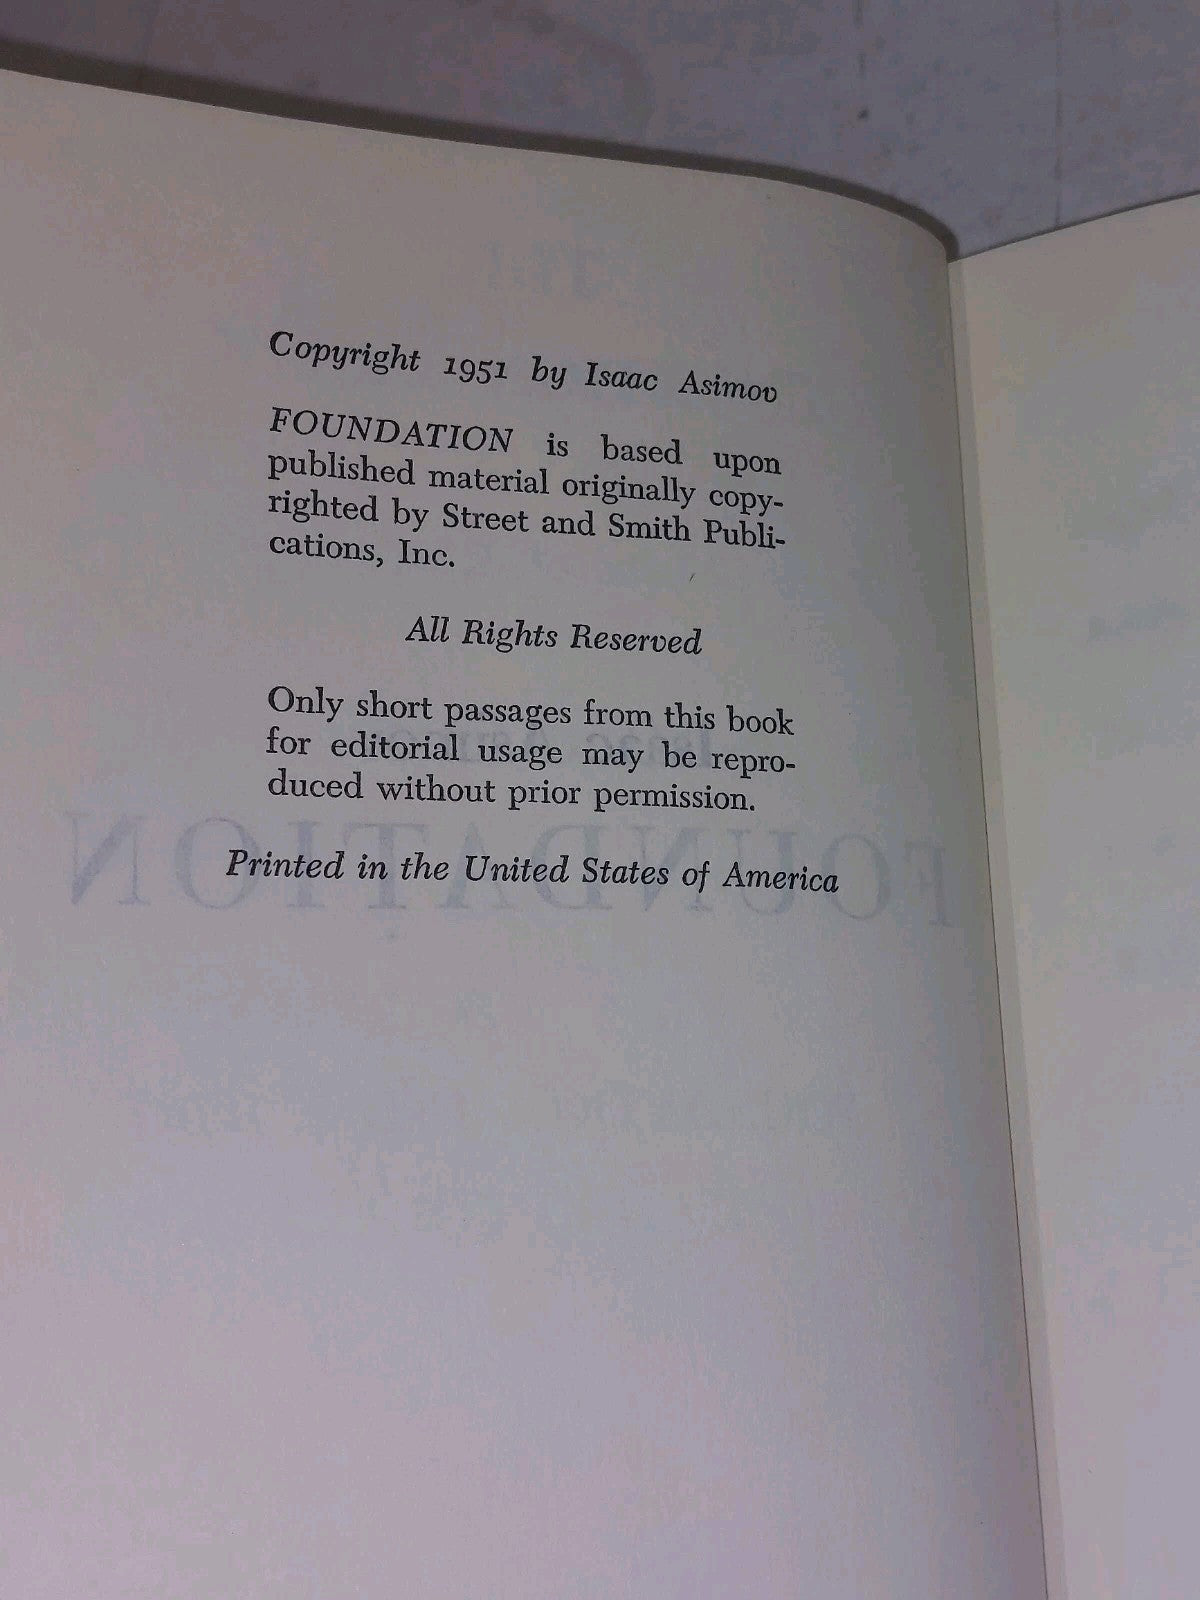 Copyright 1951 by Isaac Asimov
FOUNDATION is based upon
published material originally copy-
righted by Street and Smith Publi-
cations, Inc.
All Rights Reserved
Only short passages from this book
for editorial usage may be repro-
duced without prior permission.
Printed in the United States of America
FOUNDATION